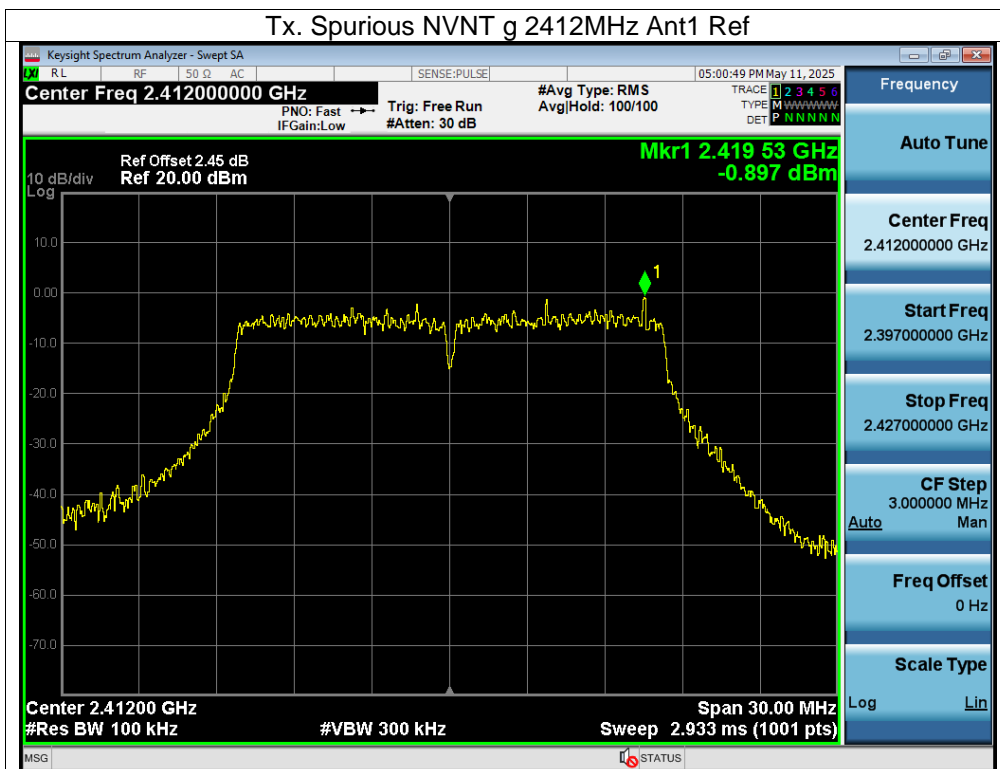 Tx. Spurious NVNT g 2412MHz Ant1 Ref
Keysight Spectrum Analyzer - Swept SA
LXI RL RF 50 Ω AC SENSE:PULSE 05:00:49 PM May 11, 2025
Center Freq 2.412000000 GHz
PNO: Fast
IFGain:Low
Trig: Free Run
#Atten: 30 dB
#Avg Type: RMS
Avg|Hold: 100/100
TRACE 1 2 3 4 5 6
TYPE M WWWWW
DET P N N N N N
Ref Offset 2.45 dB
Ref 20.00 dBm
10 dB/div
Log
Mkr1 2.419 53 GHz
-0.897 dBm
1
10.0
0.00
-10.0
-20.0
-30.0
-40.0
-50.0
-60.0
-70.0
Center 2.41200 GHz
Span 30.00 MHz
#Res BW 100 kHz
#VBW 300 kHz
Sweep 2.933 ms (1001 pts)
MSG
STATUS
Frequency
Auto Tune
Center Freq
2.412000000 GHz
Start Freq
2.397000000 GHz
Stop Freq
2.427000000 GHz
CF Step
3.000000 MHz
Auto Man
Freq Offset
0 Hz
Scale Type
Log Lin